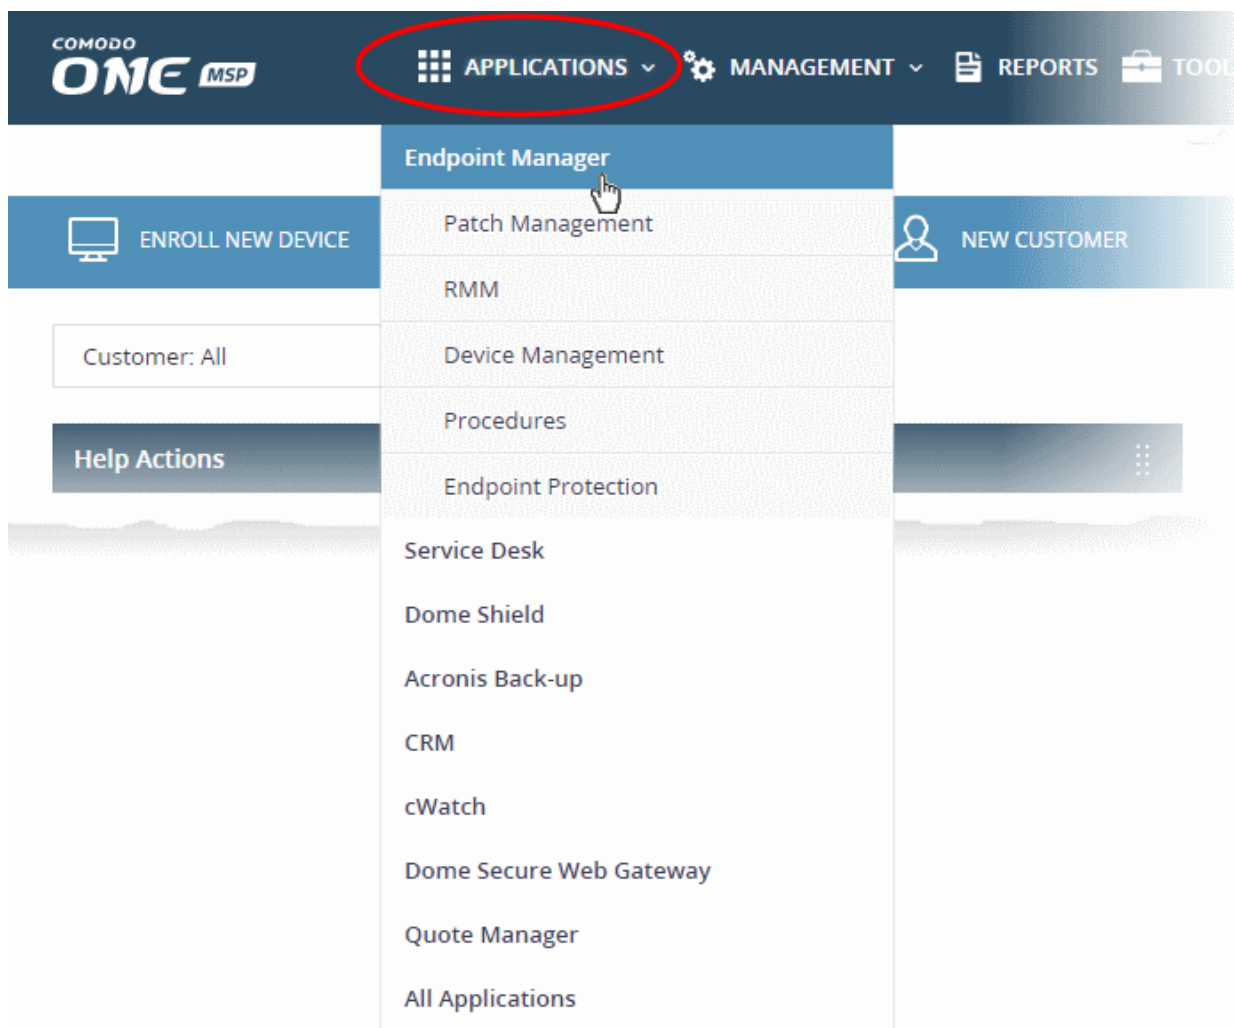 COMODO
ONE MSP
APPLICATIONS
MANAGEMENT
REPORTS
Endpoint Manager
ENROLL NEW DEVICE
Patch Management
NEW CUSTOMER
RMM
Customer: All
Device Management
Procedures
Help Actions
Endpoint Protection
Service Desk
Dome Shield
Acronis Back-up
CRM
cWatch
Dome Secure Web Gateway
Quote Manager
All Applications